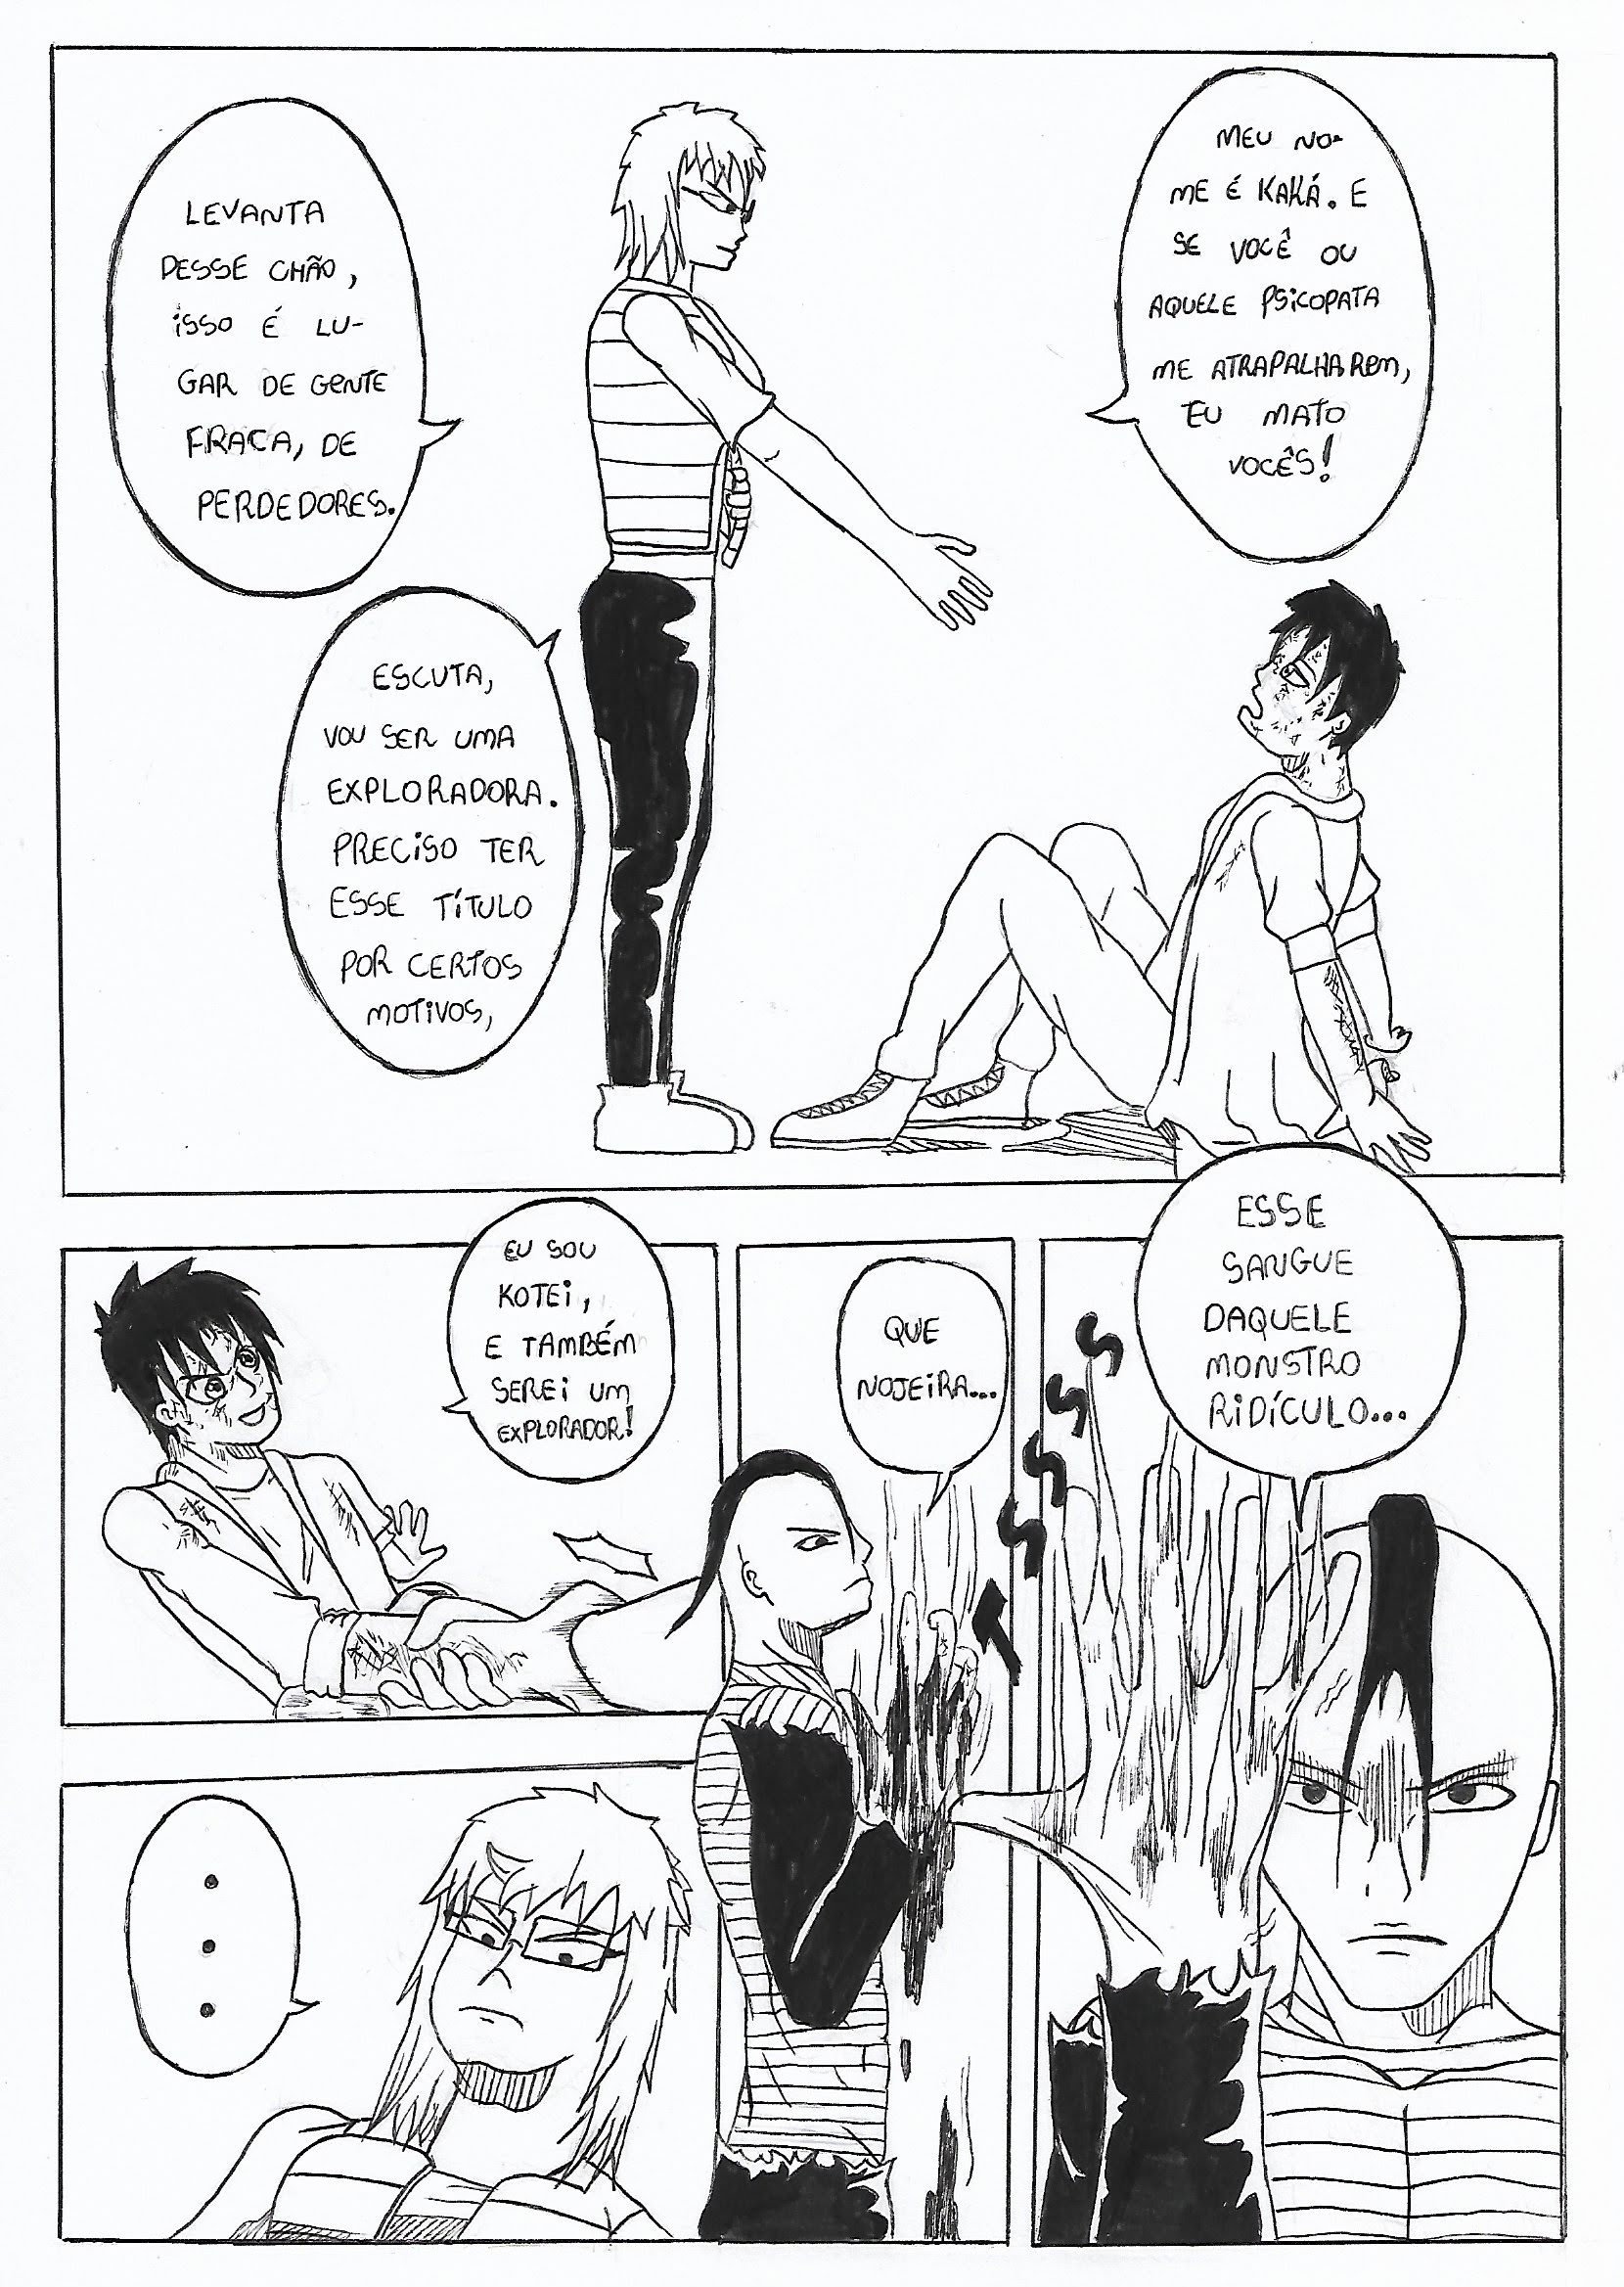 LEVANTA
DESSE CHÃO,
ISSO É LU-
GAR DE GENTE
FRACA, DE
PERDEDORES.
ESCUTA,
VOU SER UMA
EXPLORADORA.
PRECISO TER
ESSE TÍTULO
POR CERTOS
MOTIVOS,
MEU NO-
ME É KAKÁ. E
SE VOCÊ OU
AQUELE PSICOPATA
ME ATRAPALHAREM,
EU MATO
VOCÊS!
EU SOU
KOTEI,
E TAMBÉM
SEREI UM
EXPLORADOR!
...
QUE
NOJEIRA...
ESSE
SANGUE
DAQUELE
MONSTRO
RIDÍCULO...